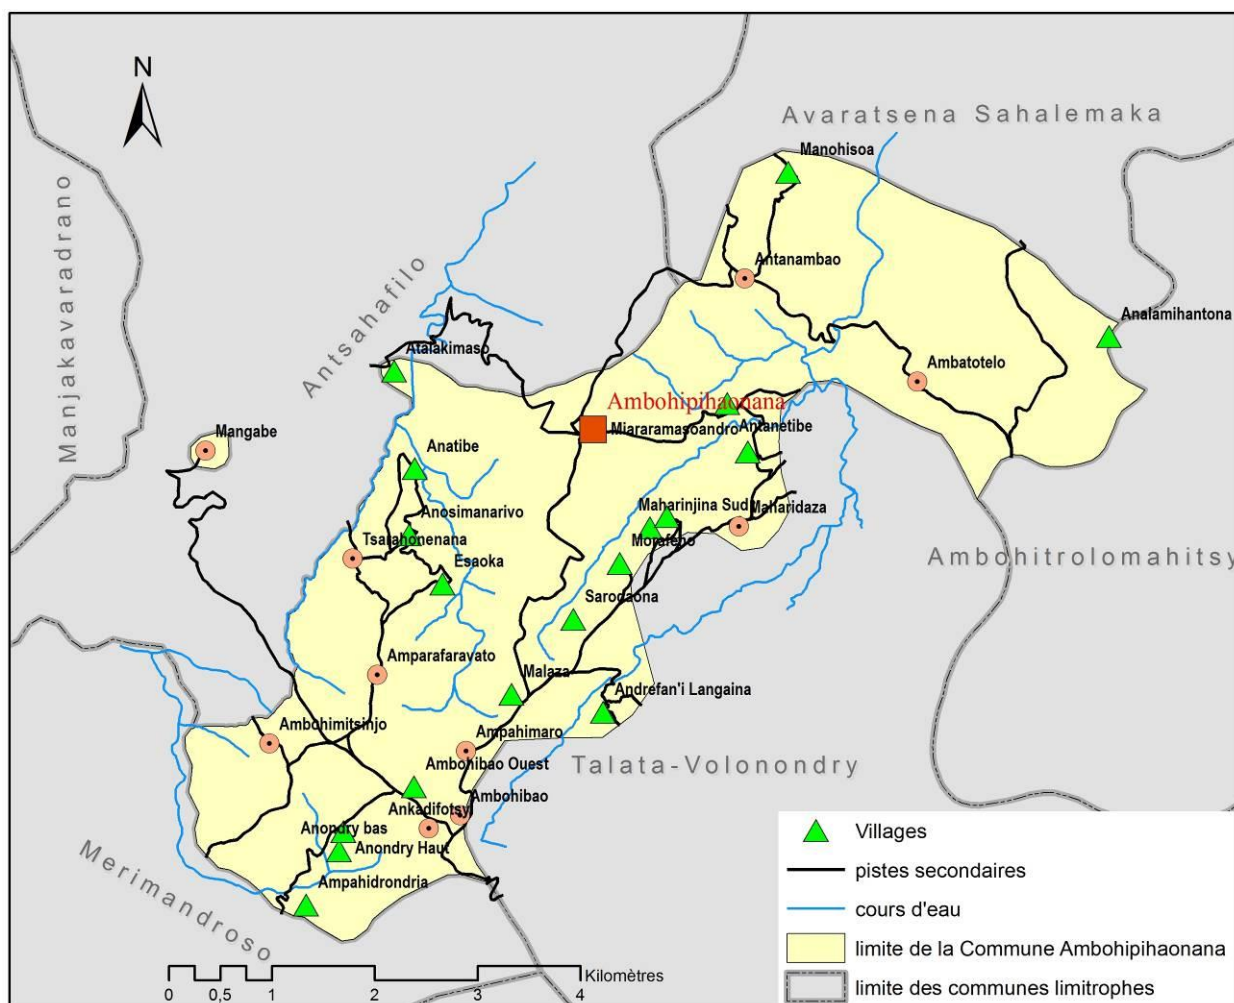 N
Avaratsena Sahalemaka
Manohisoa
Manjakavaradrano
Antsahafilo
Antanambao
Analamihantona
Atalakimaso
Ambatotelo
Ambohipihaonana
Miararamasoandro
Antanetibe
Mangabe
Anatibe
Anosimanarivo
Maharinjina Sud
Maharidaza
Tsarahonenana
Morafeno
Esaoka
Ambohitrolomahitsy
Sarodaona
Amparafaravato
Malaza
Andrefan'i Langaina
Ambohimitsinjo
Ampahimaro
Ambohibao Ouest
Talata-Volonondry
Ankadifotsy
Ambohibao
Anondry bas
Anondry Haut
Merimandroso
Ampahidrondria
Villages
pistes secondaires
cours d'eau
limite de la Commune Ambohipihaonana
limite des communes limitrophes
Kilomètres
0 0,5 1 2 3 4